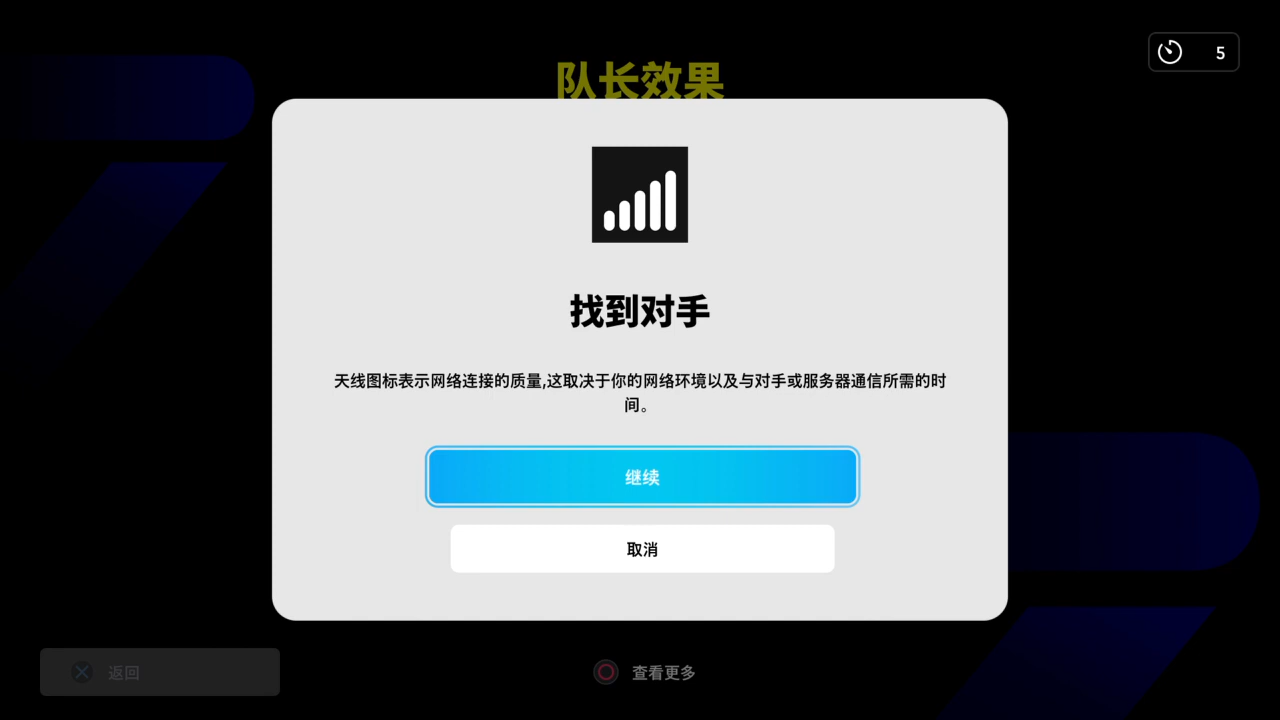 5
队长效果
找到对手
天线图标表示网络连接的质量,这取决于你的网络环境以及与对手或服务器通信所需的时
间。
继续
取消
返回
查看更多